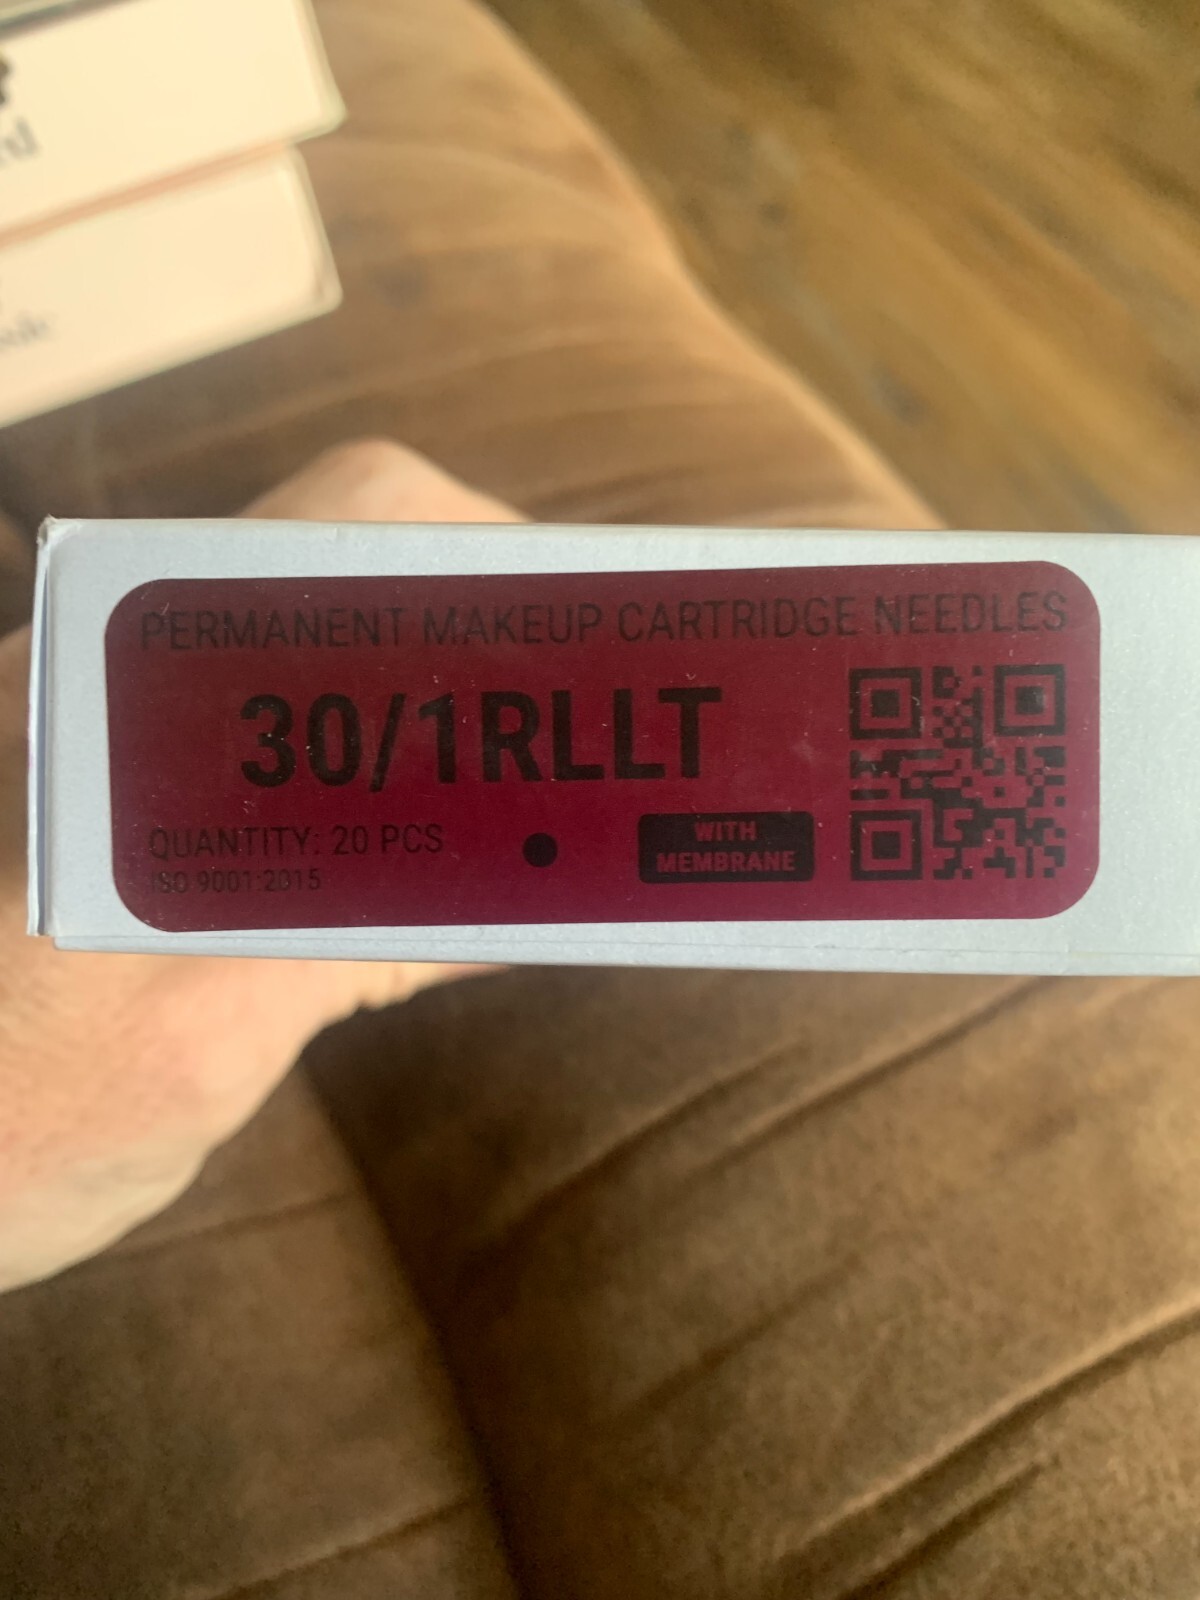 PERMANENT MAKEUP CARTRIDGE NEEDLES
30/1RLLT
QUANTITY: 20 PCS
ISO 9001:2015
WITH
MEMBRANE